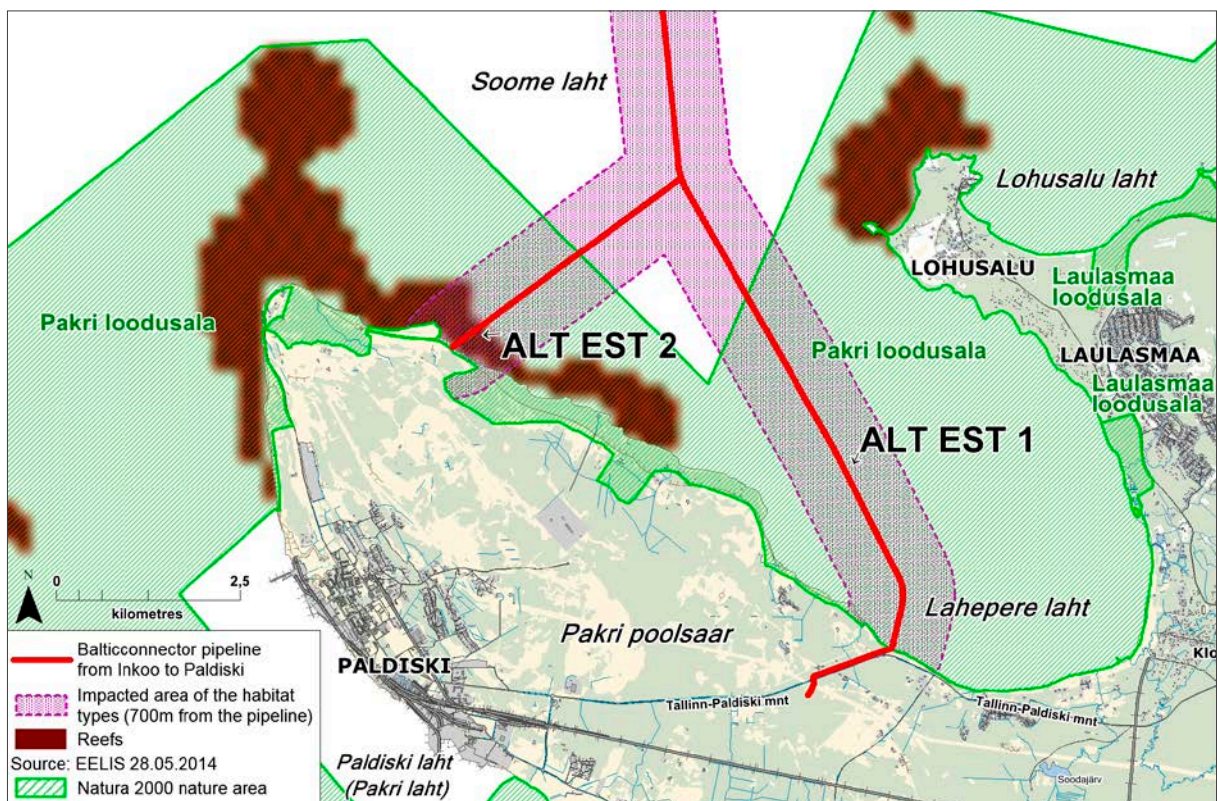 Soome laht
Lohusalu laht
LOHUSALU
Laulasmaa
loodusala
Pakri loodusala
ALT EST 2
Pakri loodusala
LAULASMAA
Laulasmaa
loodusala
ALT EST 1
N
0 2,5
kilometres
Lahepere laht
Pakri poolsaar
PALDISKI
Klo
Tallinn-Paldiski mnt
Tallinn-Paldiski mnt
Paldiski laht
(Pakri laht)
Soodajärv
Balticconnector pipeline
from Inkoo to Paldiski
Impacted area of the habitat
types (700m from the pipeline)
Reefs
Source: EELIS 28.05.2014
Natura 2000 nature area